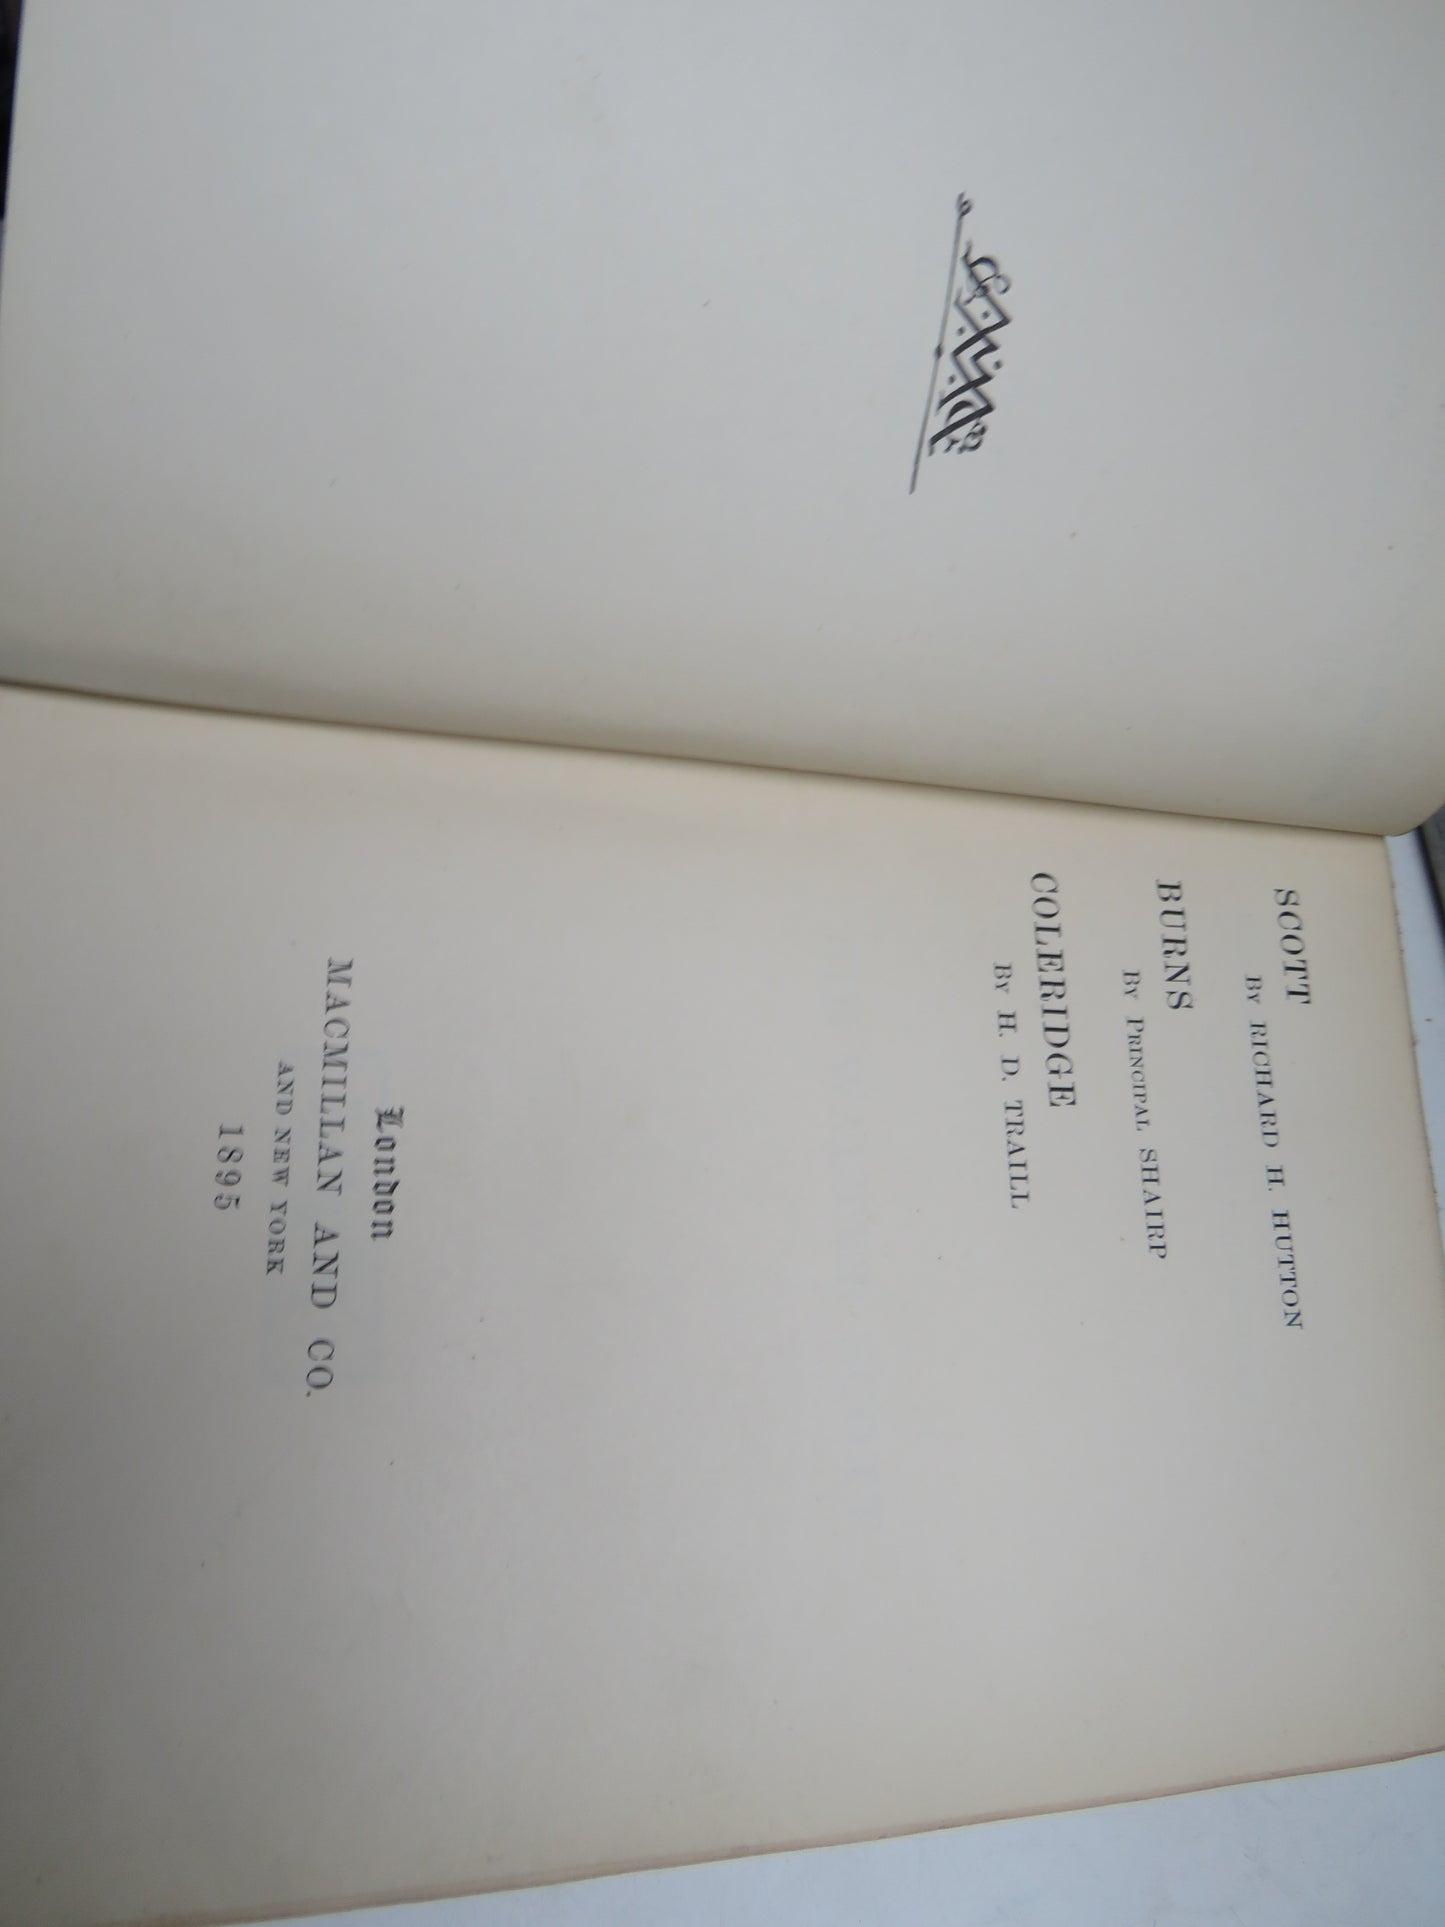 SCOTT
BY RICHARD H. HUTTON
BURNS
BY PRINCIPAL SHAIRP
COLERIDGE
BY H. D. TRAILL
London
MACMILLAN AND CO.
AND NEW YORK
1895